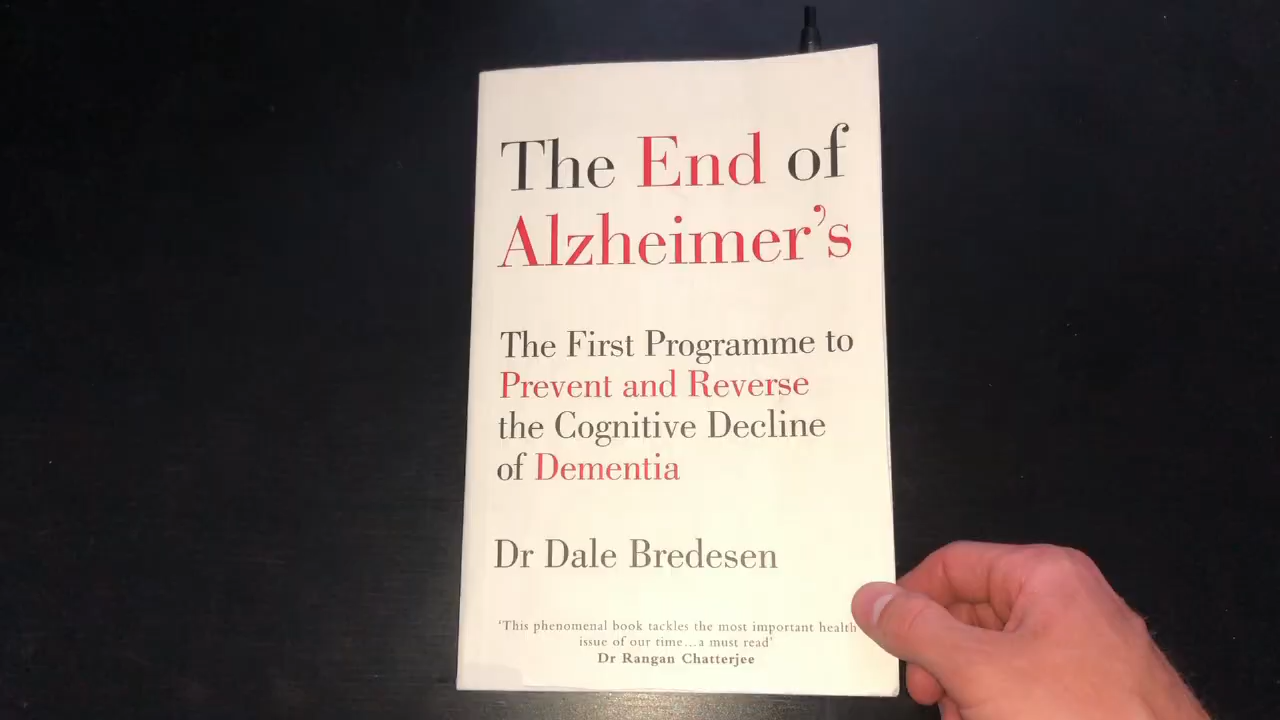 The End of
Alzheimer's
The First Programme to
Prevent and Reverse
the Cognitive Decline
of Dementia
Dr Dale Bredesen
'This phenomenal book tackles the most important health
issue of our time...a must read'
Dr Rangan Chatterjee